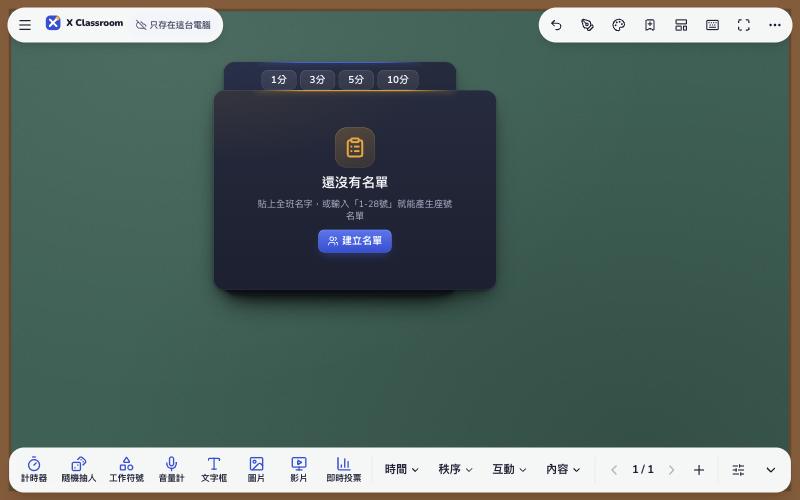 X Classroom
只存在這台電腦
1分 3分 5分 10分
還沒有名單
貼上全班名字，或輸入「1-28號」就能產生座號
名單
建立名單
計時器 隨機抽人 工作符號 音量計 文字框 圖片 影片 即時投票 時間 秩序 互動 內容 1 / 1